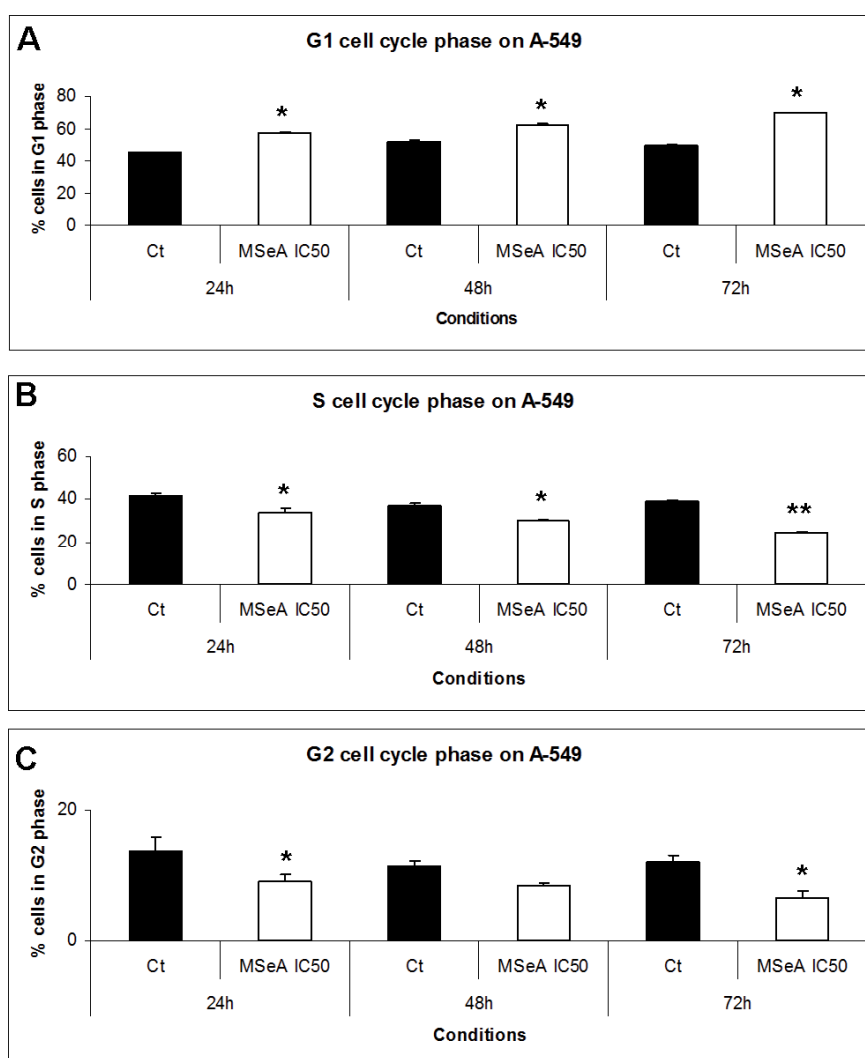 A
G1 cell cycle phase on A-549
% cells in G1 phase
80
60
40
20
0
*
*
*
Ct MSeA IC50 Ct MSeA IC50 Ct MSeA IC50
24h 48h 72h
Conditions
B
S cell cycle phase on A-549
% cells in S phase
60
40
20
0
*
*
**
Ct MSeA IC50 Ct MSeA IC50 Ct MSeA IC50
24h 48h 72h
Conditions
C
G2 cell cycle phase on A-549
% cells in G2 phase
20
0
*
*
Ct MSeA IC50 Ct MSeA IC50 Ct MSeA IC50
24h 48h 72h
Conditions